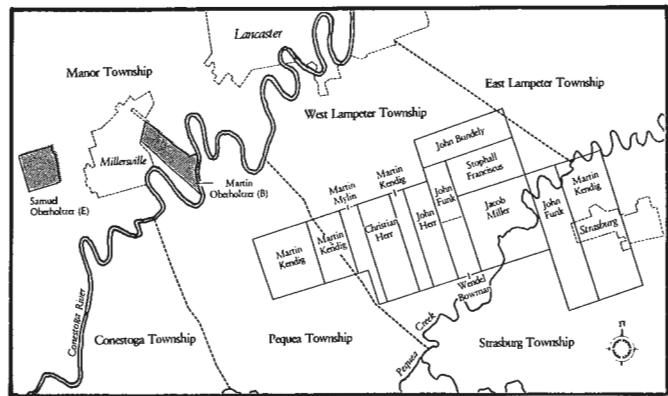 Lancaster
Manor Township
East Lampeter Township
West Lampeter Township
John Bundely
Millersville
Stophall
Franciscus
Martin
Oberholtzer (B)
Samuel
Oberholtzer (E)
Martin
Mylin
Martin
Kendig
John
Funk
Martin
Kendig
Martin
Kendig
Martin
Kendig
Christian
Herr
John
Herr
Jacob
Miller
John
Funk
Strasburg
Wendel
Bowman
Conestoga River
Conestoga Township
Pequea Township
Creek
Pequea
Strasburg Township
n